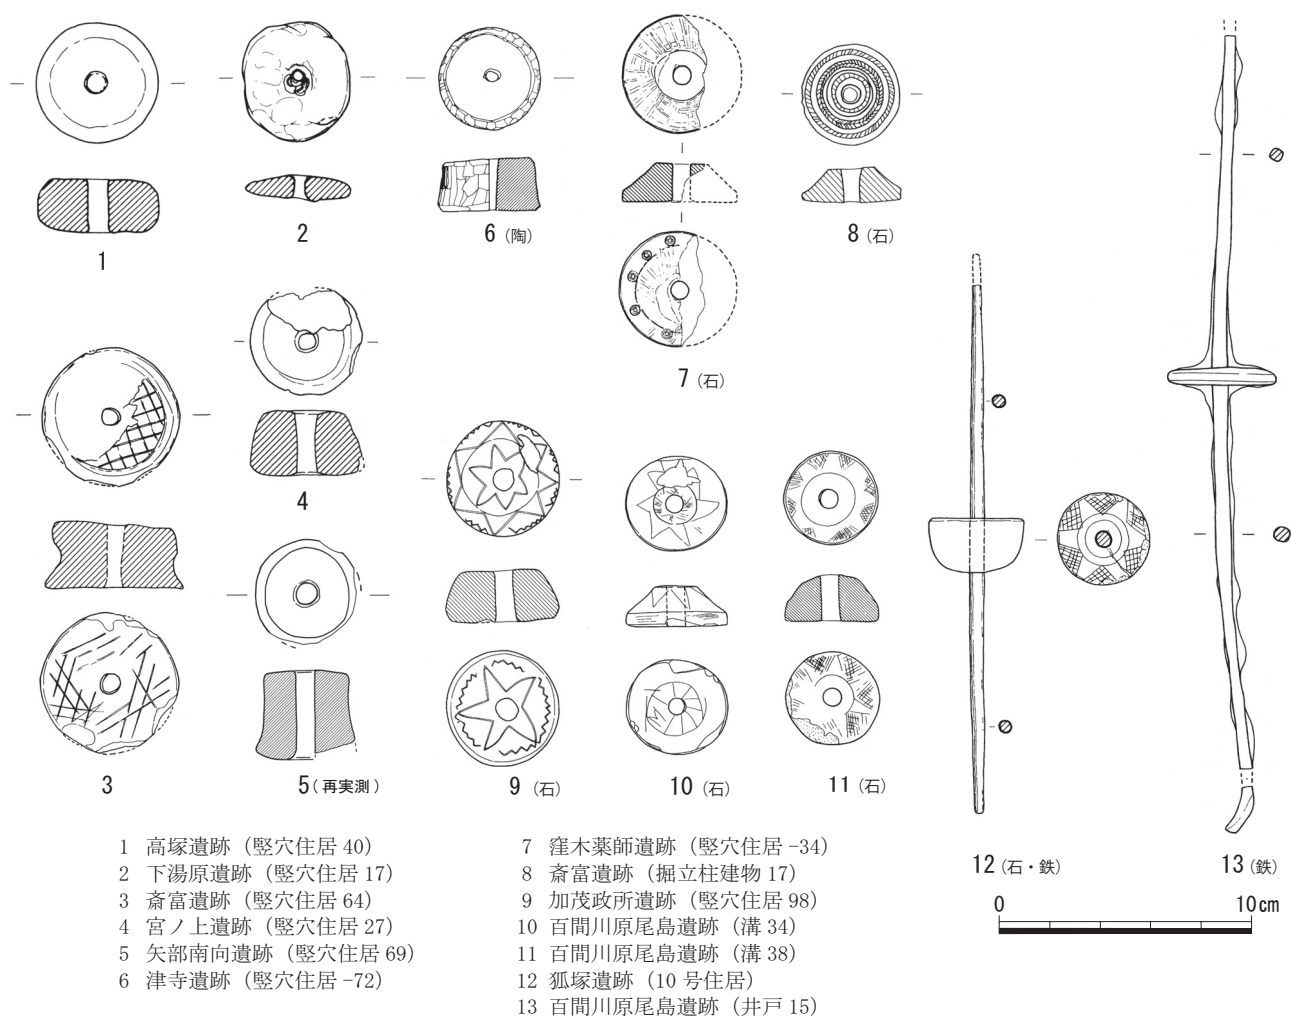 1
2
6（陶）
7（石）
8（石）
3
4
5（再実測）
9（石）
10（石）
11（石）
12（石・鉄）
13（鉄）
0 10cm
1 高塚遺跡（竪穴住居 40）
2 下湯原遺跡（竪穴住居 17）
3 斎富遺跡（竪穴住居 64）
4 宮ノ上遺跡（竪穴住居 27）
5 矢部南向遺跡（竪穴住居 69）
6 津寺遺跡（竪穴住居 −72）
7 窪木薬師遺跡（竪穴住居 −34）
8 斎富遺跡（掘立柱建物 17）
9 加茂政所遺跡（竪穴住居 98）
10 百間川原尾島遺跡（溝 34）
11 百間川原尾島遺跡（溝 38）
12 狐塚遺跡（10 号住居）
13 百間川原尾島遺跡（井戸 15）